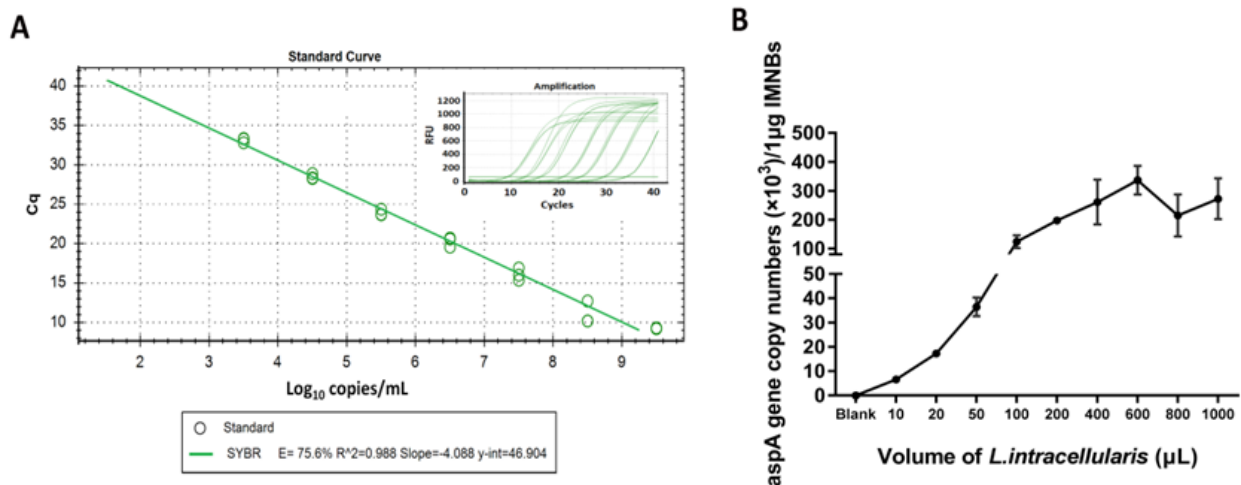 A
Standard Curve
40
35
30
25
20
15
10
Cq
2 3 4 5 6 7 8 9
Log10 copies/mL
Amplification
1200
1000
800
600
400
200
0
RFU
1 10 20 30 40
Cycles
Standard
SYBR E= 75.6% R^2=0.988 Slope=-4.088 y-int=46.904
B
aspA gene copy numbers (×10³)/1µg IMNBs
500
400
300
200
100
50
40
30
20
10
0
Blank 10 20 50 100 200 400 600 800 1000
Volume of L.intracellularis (µL)